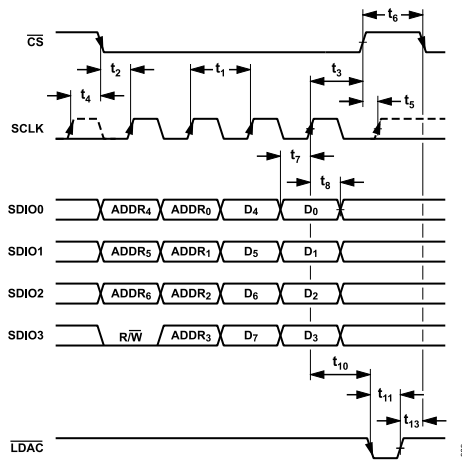 t6
CS
t2
t1
t3
t4
t5
SCLK
t7
t8
SDIO0
ADDR4
ADDR0
D4
D0
SDIO1
ADDR5
ADDR1
D5
D1
SDIO2
ADDR6
ADDR2
D6
D2
SDIO3
R/W
ADDR3
D7
D3
t10
t11
t13
LDAC